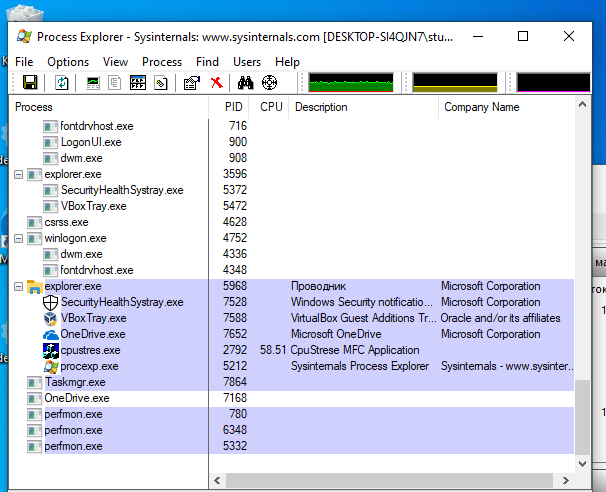 Process Explorer - Sysinternals: www.sysinternals.com [DESKTOP-SI4QJN7\stu...
File Options View Process Find Users Help
Process PID CPU Description Company Name
fontdrvhost.exe 716
LogonUI.exe 900
dwm.exe 908
explorer.exe 3596
SecurityHealthSystray.exe 5372
VBoxTray.exe 5472
csrss.exe 4628
winlogon.exe 4752
dwm.exe 4336
fontdrvhost.exe 4348
explorer.exe 5968 Проводник Microsoft Corporation
SecurityHealthSystray.exe 7528 Windows Security notificatio... Microsoft Corporation
VBoxTray.exe 7588 VirtualBox Guest Additions Tr... Oracle and/or its affiliates
OneDrive.exe 7652 Microsoft OneDrive Microsoft Corporation
cpustres.exe 2792 58.51 CpuStrese MFC Application
procexp.exe 5212 Sysinternals Process Explorer Sysinternals - www.sysinter...
Taskmgr.exe 7864
OneDrive.exe 7168
perfmon.exe 780
perfmon.exe 6348
perfmon.exe 5332